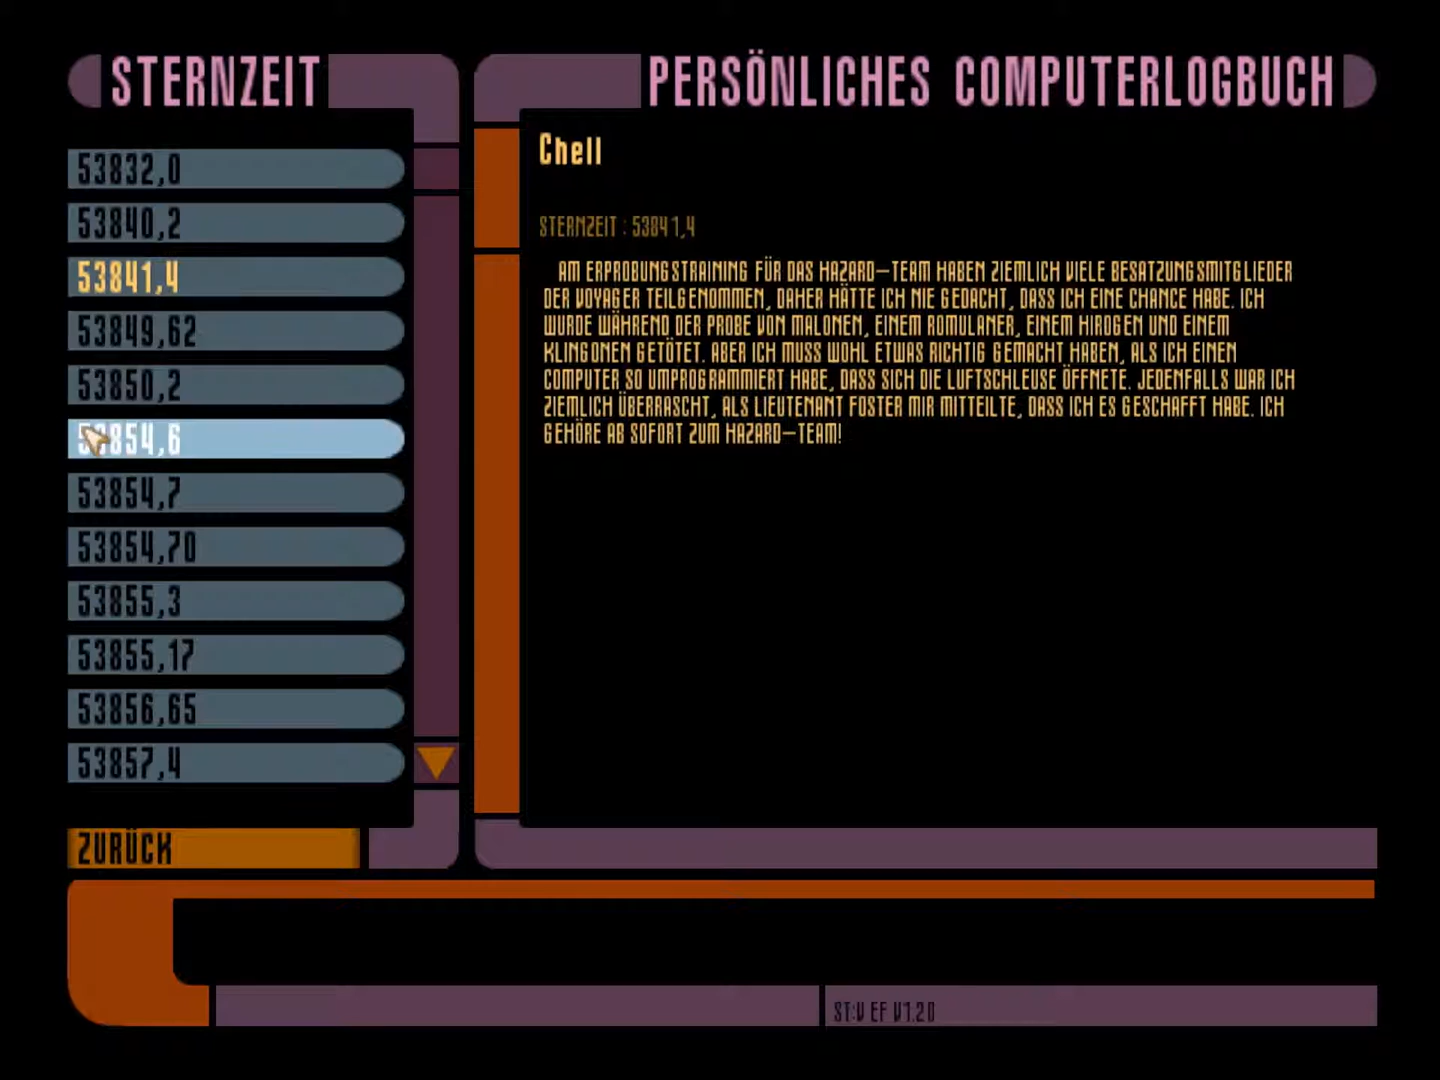 STERNZEIT
PERSÖNLICHES COMPUTERLOGBUCH
53832,0
53840,2
53841,4
53849,62
53850,2
854,6
53854,7
53854,70
53855,3
53855,17
53856,65
53857,4
ZURÜCK
Chell
STERNZEIT : 53841,4
AM ERPROBUNGSTRAINING FÜR DAS HAZARD-TEAM HABEN ZIEMLICH VIELE BESATZUNGSMITGLIEDER
DER VOYAGER TEILGENOMMEN, DAHER HÄTTE ICH NIE GEDACHT, DASS ICH EINE CHANCE HABE. ICH
WURDE WÄHREND DER PROBE VON MALONEN, EINEM ROMULANER, EINEM HIROGEN UND EINEM
KLINGONEN GETÖTET. ABER ICH MUSS WOHL ETWAS RICHTIG GEMACHT HABEN, ALS ICH EINEN
COMPUTER SO UMPROGRAMMIERT HABE, DASS SICH DIE LUFTSCHLEUSE ÖFFNETE. JEDENFALLS WAR ICH
ZIEMLICH ÜBERRASCHT, ALS LIEUTENANT FOSTER MIR MITTEILTE, DASS ICH ES GESCHAFFT HABE. ICH
GEHÖRE AB SOFORT ZUM HAZARD-TEAM!
ST:V EF V1.20